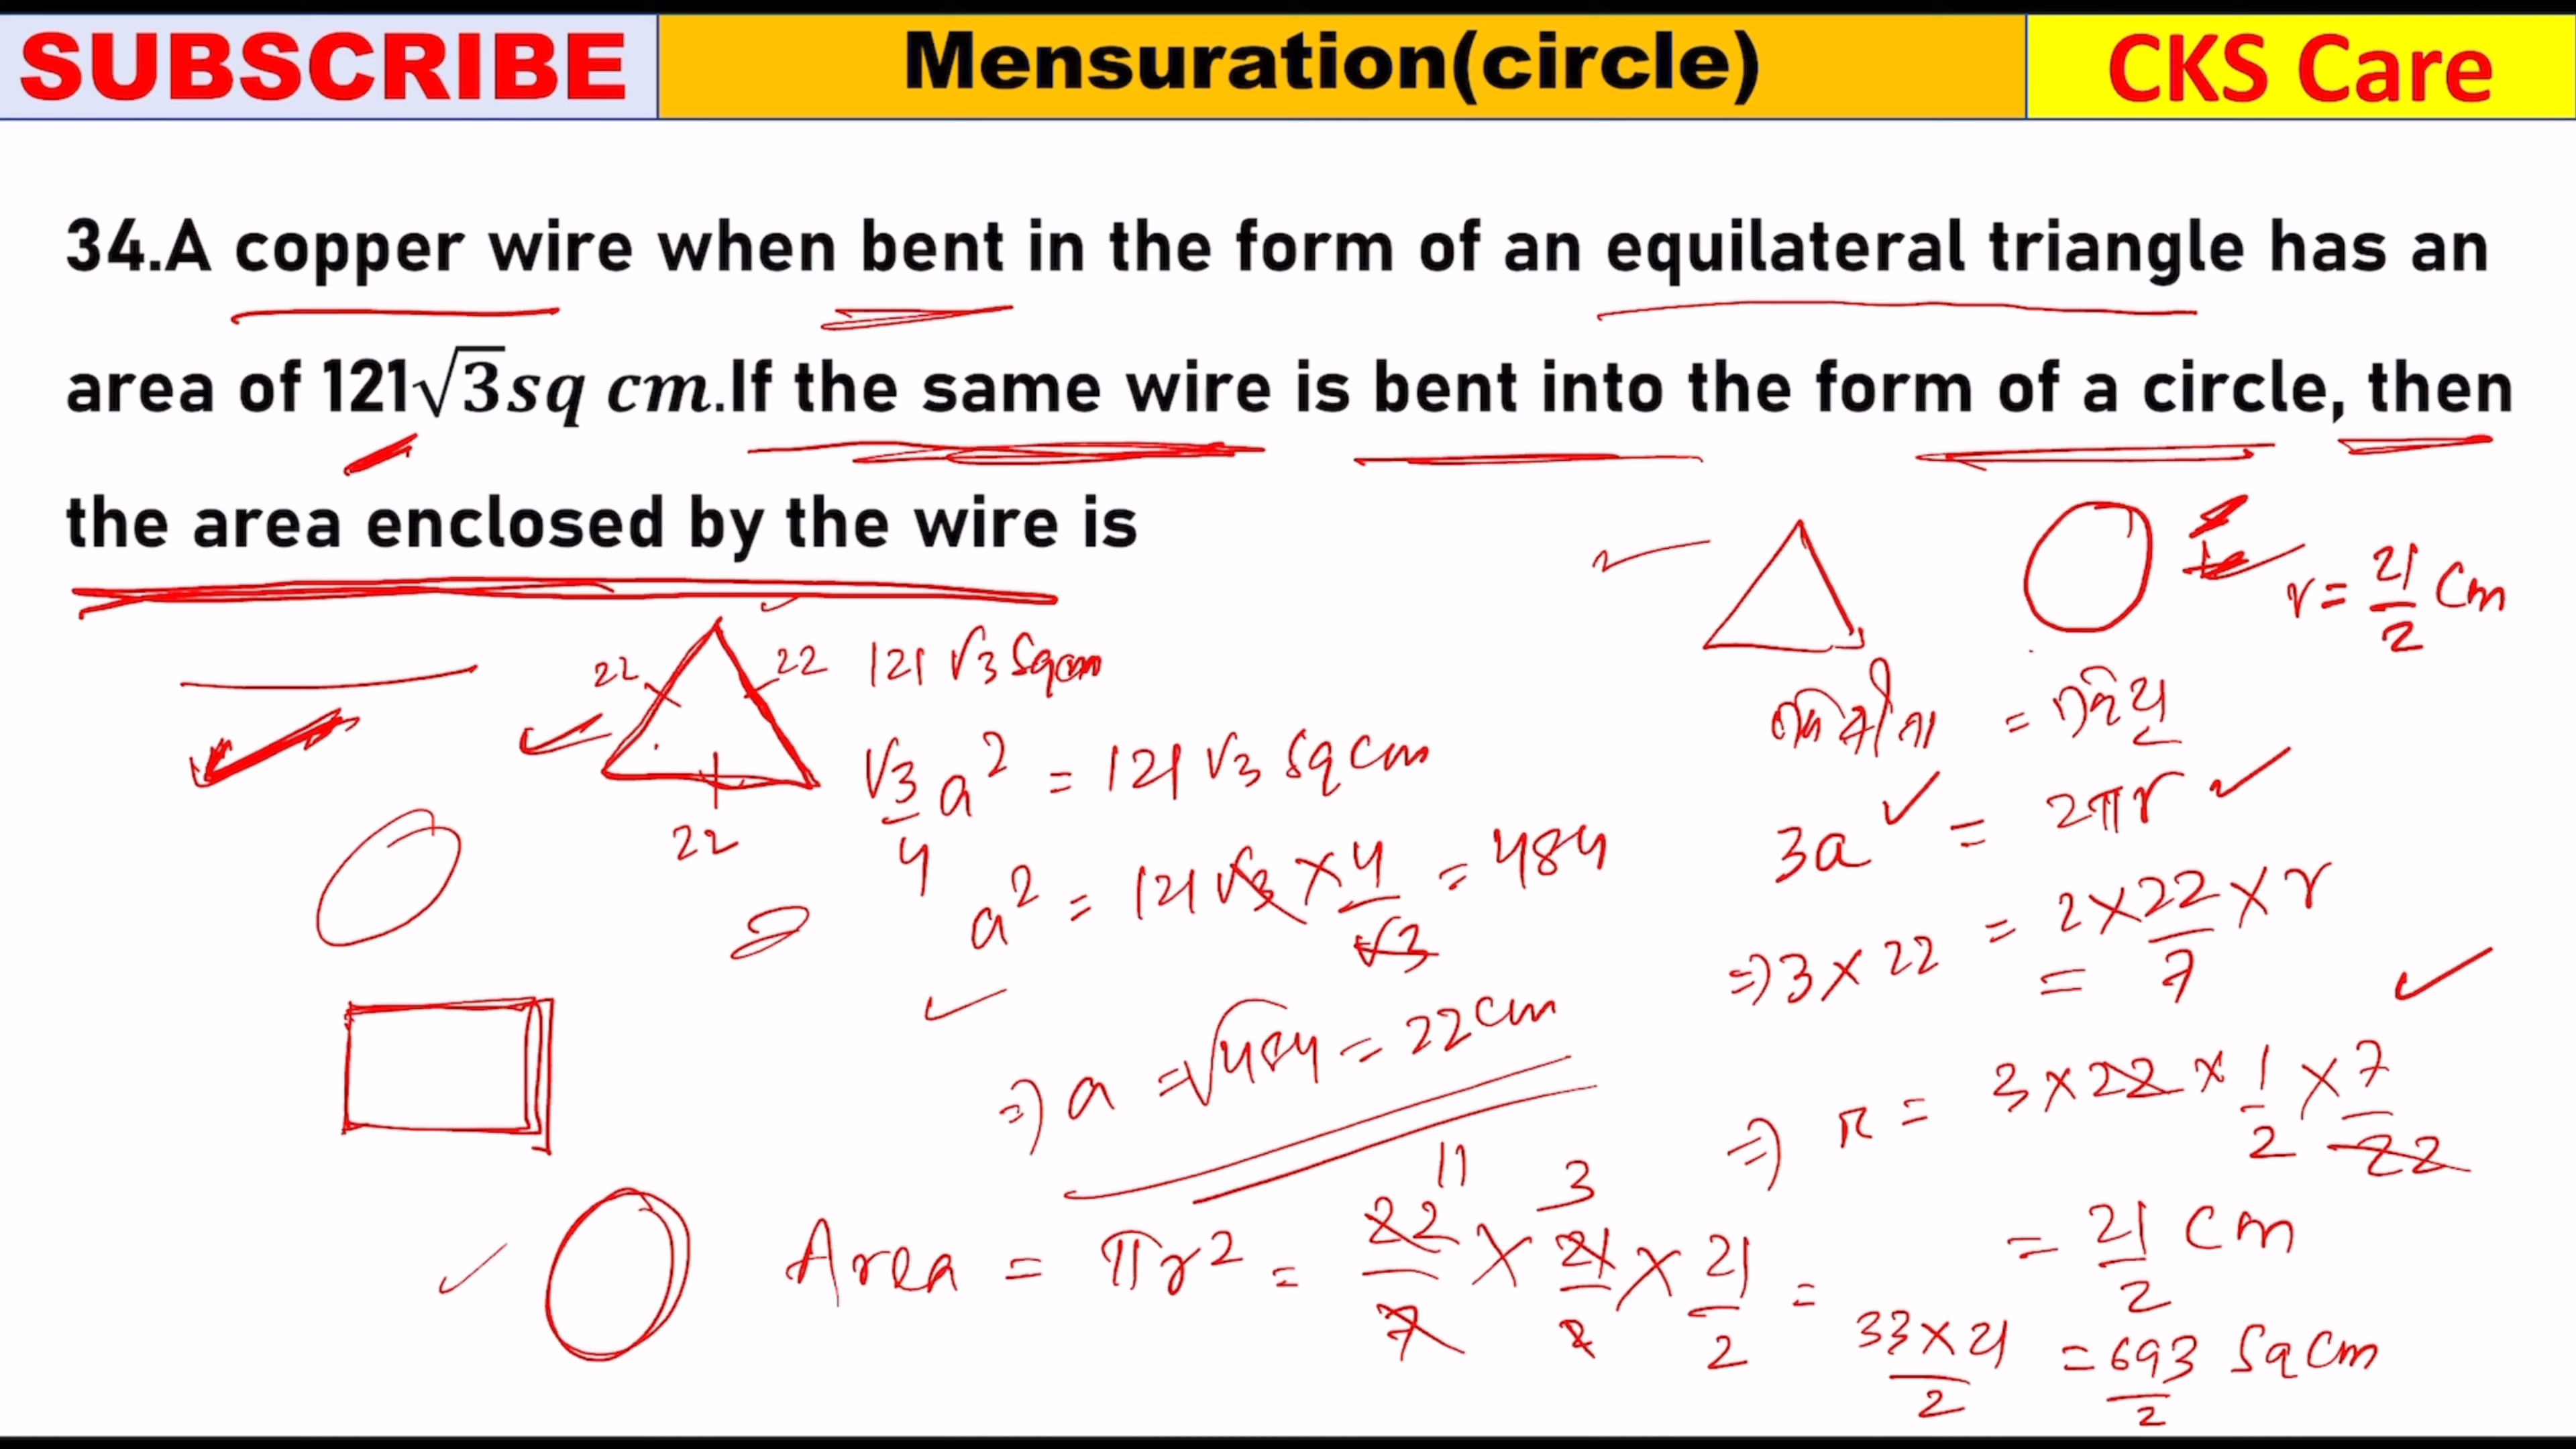 SUBSCRIBE
Mensuration(circle)
CKS Care
34.A copper wire when bent in the form of an equilateral triangle has an
area of 121√3 sq cm.If the same wire is bent into the form of a circle, then
the area enclosed by the wire is
r = 21/2 cm
22 22 121√3 sqcm
22
√3/4 a² = 121√3 sqcm
a² = 121√3 × 4/√3 = 484
⇒ a = √484 = 22cm
3a = 2πr
⇒ 3×22 = 2×22/7×r
=
⇒ r = 3×22×1/2×7/22
= 21/2 cm
11 3
Area = πr² = 22/7 × 21/2 × 21/2 = 33×21/2 = 693/2 sqcm